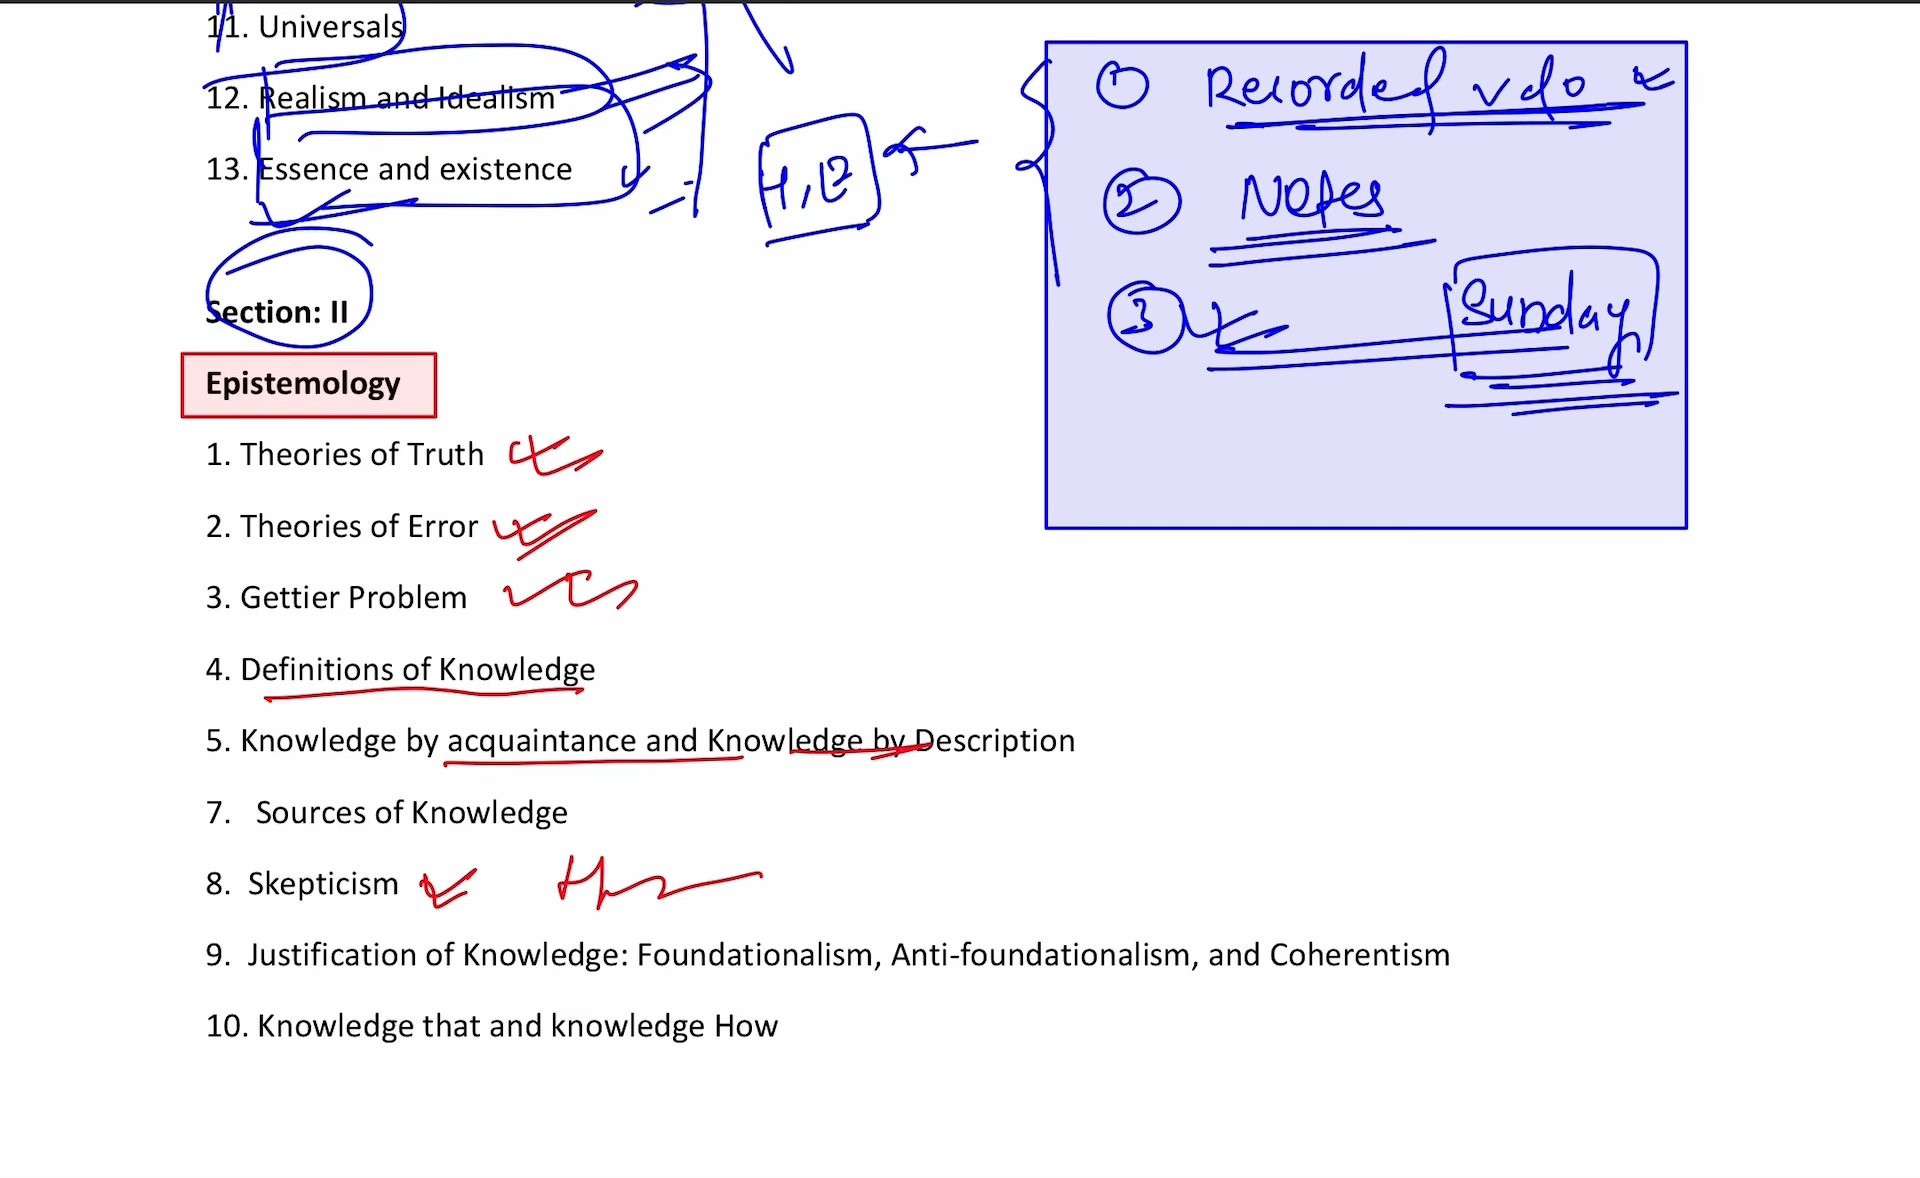 11. Universals
12. Realism and Idealism
13. Essence and existence
Section: II
Epistemology
1. Theories of Truth
2. Theories of Error
3. Gettier Problem
4. Definitions of Knowledge
5. Knowledge by acquaintance and Knowledge by Description
7. Sources of Knowledge
8. Skepticism
9. Justification of Knowledge: Foundationalism, Anti-foundationalism, and Coherentism
10. Knowledge that and knowledge How
① Recorded vdo
② Notes
③
Sunday